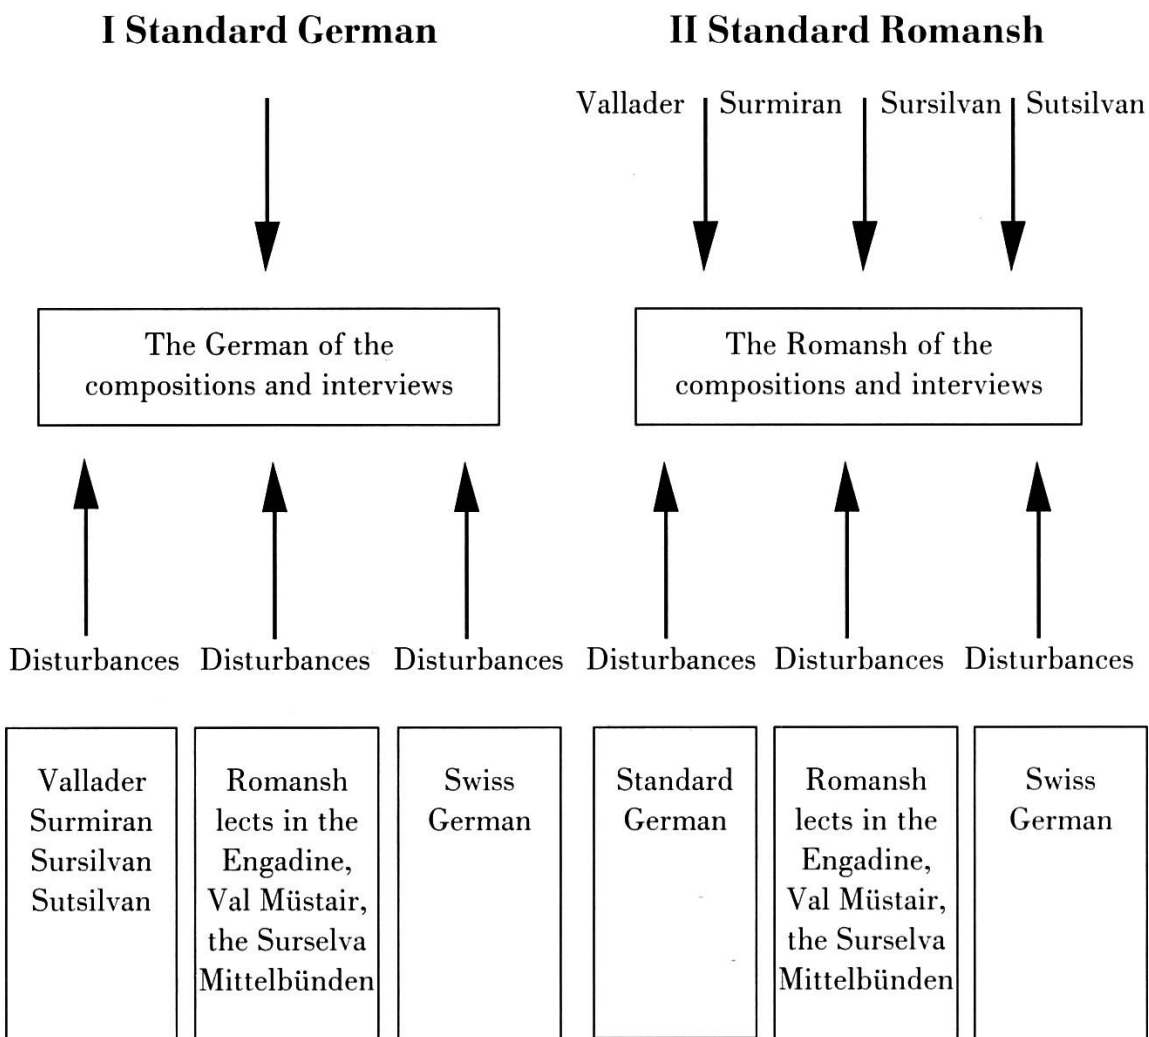 I Standard German
II Standard Romansh
Vallader
Surmiran
Sursilvan
Sutsilvan
The German of the
compositions and interviews
The Romansh of the
compositions and interviews
Disturbances
Disturbances
Disturbances
Disturbances
Disturbances
Disturbances
Vallader
Surmiran
Sursilvan
Sutsilvan
Romansh
lects in the
Engadine,
Val Müstair,
the Surselva
Mittelbünden
Swiss
German
Standard
German
Romansh
lects in the
Engadine,
Val Müstair,
the Surselva
Mittelbünden
Swiss
German